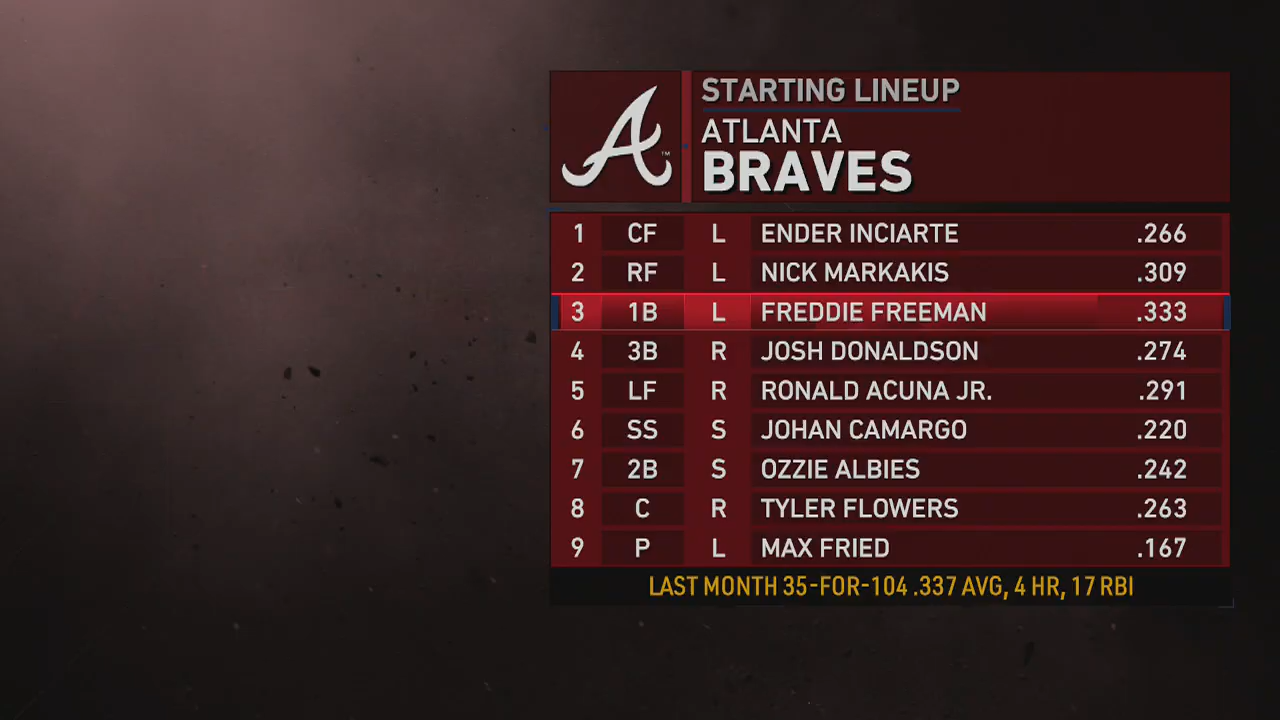 STARTING LINEUP
ATLANTA
BRAVES
A™
1 CF L ENDER INCIARTE .266
2 RF L NICK MARKAKIS .309
3 1B L FREDDIE FREEMAN .333
4 3B R JOSH DONALDSON .274
5 LF R RONALD ACUNA JR. .291
6 SS S JOHAN CAMARGO .220
7 2B S OZZIE ALBIES .242
8 C R TYLER FLOWERS .263
9 P L MAX FRIED .167
LAST MONTH 35-FOR-104 .337 AVG, 4 HR, 17 RBI